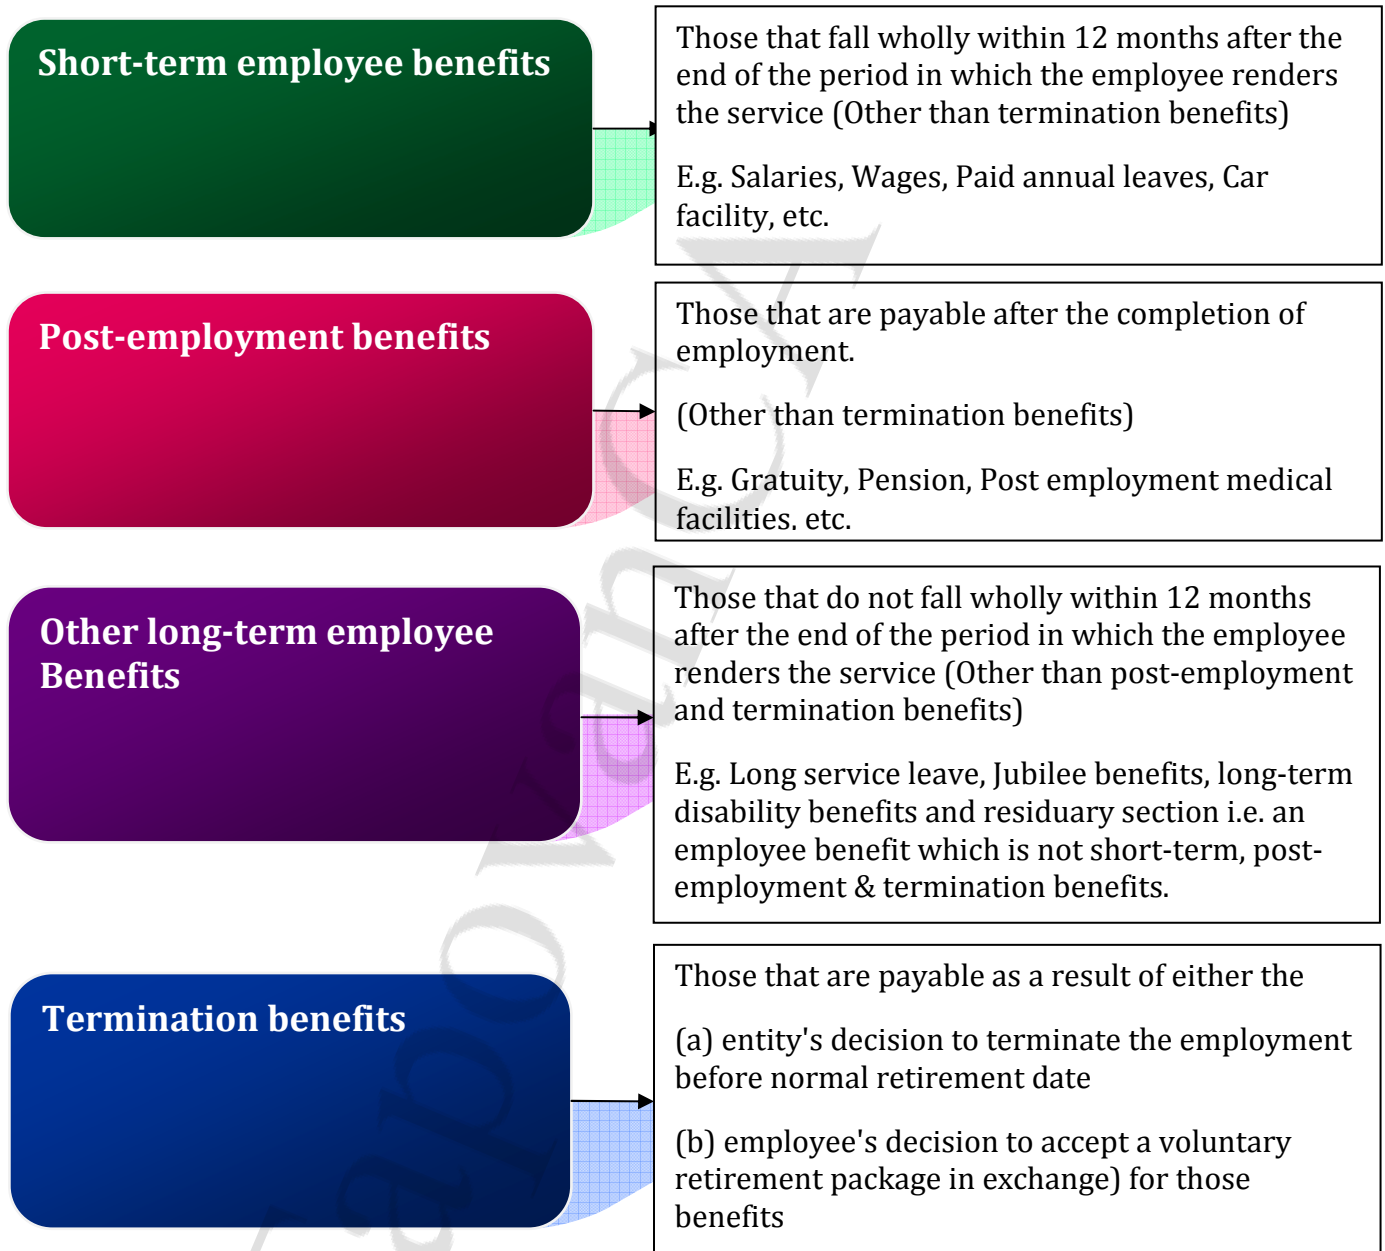 Short-term employee benefits
Those that fall wholly within 12 months after the
end of the period in which the employee renders
the service (Other than termination benefits)
E.g. Salaries, Wages, Paid annual leaves, Car
facility, etc.
Post-employment benefits
Those that are payable after the completion of
employment.
(Other than termination benefits)
E.g. Gratuity, Pension, Post employment medical
facilities, etc.
Other long-term employee
Benefits
Those that do not fall wholly within 12 months
after the end of the period in which the employee
renders the service (Other than post-employment
and termination benefits)
E.g. Long service leave, Jubilee benefits, long-term
disability benefits and residuary section i.e. an
employee benefit which is not short-term, post-
employment & termination benefits.
Termination benefits
Those that are payable as a result of either the
(a) entity's decision to terminate the employment
before normal retirement date
(b) employee's decision to accept a voluntary
retirement package in exchange) for those
benefits
TapovanCA